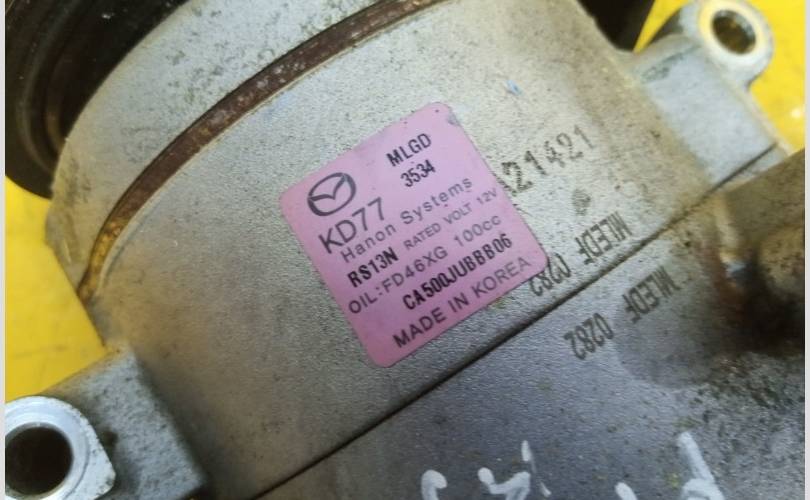 MLGD
3534
KD77
Hanon Systems
RS13N RATED VOLT 12V
OIL:FD46XG 100cc
CA500JUBBB06
MADE IN KOREA
21421
MLEDF 0282
MLEDF 0282